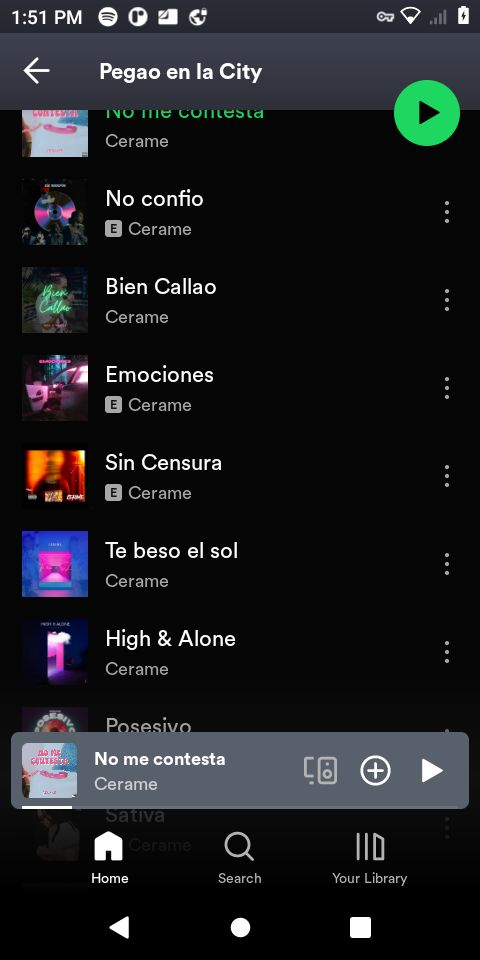 1:51 PM
Pegao en la City
No me contesta
Cerame
No confio
E Cerame
Bien Callao
Cerame
Emociones
E Cerame
Sin Censura
E Cerame
Te beso el sol
Cerame
High & Alone
Cerame
Posesivo
No me contesta
Cerame
Sativa
E Cerame
Home
Search
Your Library